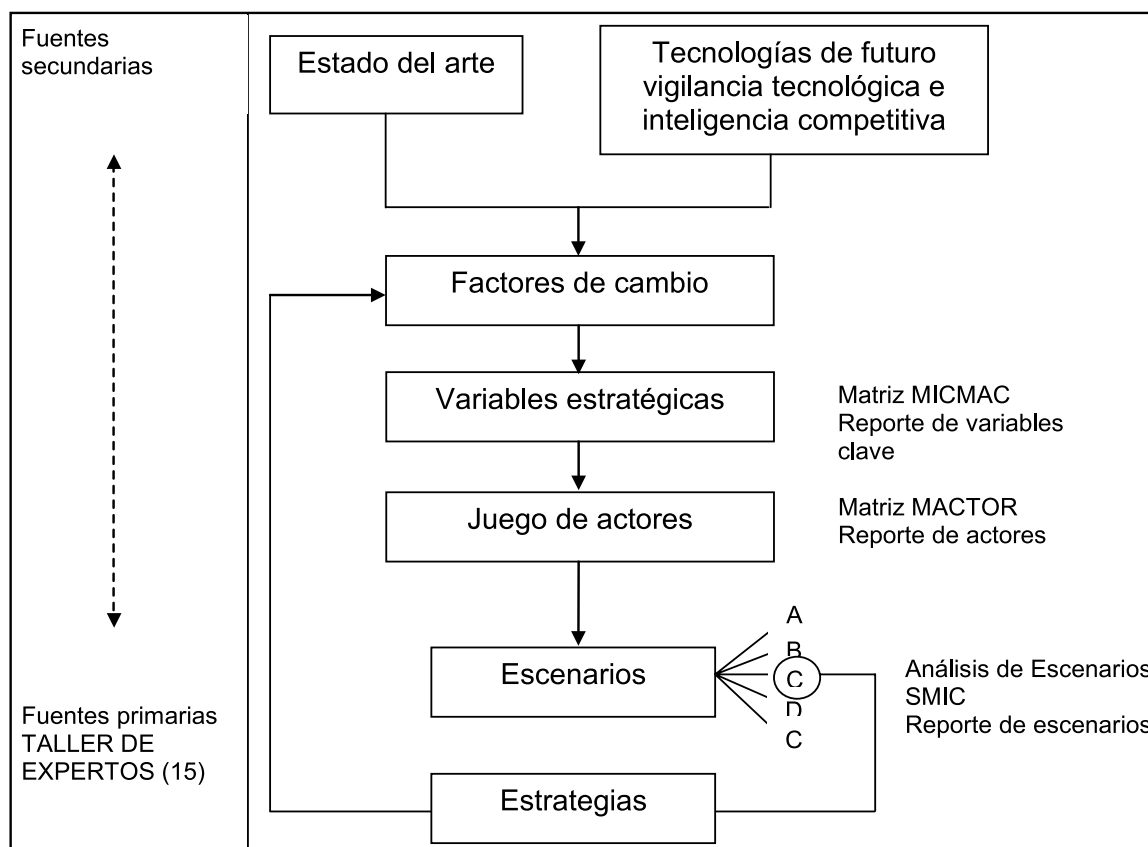 Fuentes
secundarias
Estado del arte
Tecnologías de futuro
vigilancia tecnológica e
inteligencia competitiva
Factores de cambio
Variables estratégicas
Matriz MICMAC
Reporte de variables
clave
Juego de actores
Matriz MACTOR
Reporte de actores
Escenarios
A
B
C
D
C
Análisis de Escenarios
SMIC
Reporte de escenarios
Fuentes primarias
TALLER DE
EXPERTOS (15)
Estrategias